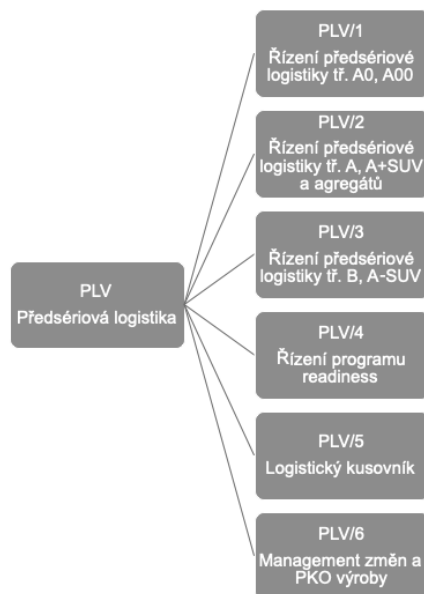 PLV/1
Řízení předsériové
logistiky tř. A0, A00
PLV/2
Řízení předsériové
logistiky tř. A, A+SUV
a agregátů
PLV/3
Řízení předsériové
logistiky tř. B, A-SUV
PLV
Předsériová logistika
PLV/4
Řízení programu
readiness
PLV/5
Logistický kusovník
PLV/6
Management změn a
PKO výroby